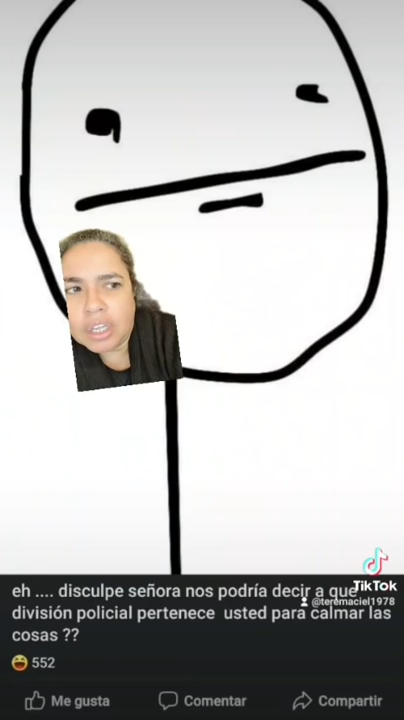 eh .... disculpe señora nos podría decir a que
división policial pertenece usted para calmar las
cosas ??
552
Me gusta
Comentar
Compartir
TikTok
@teremaciel1978